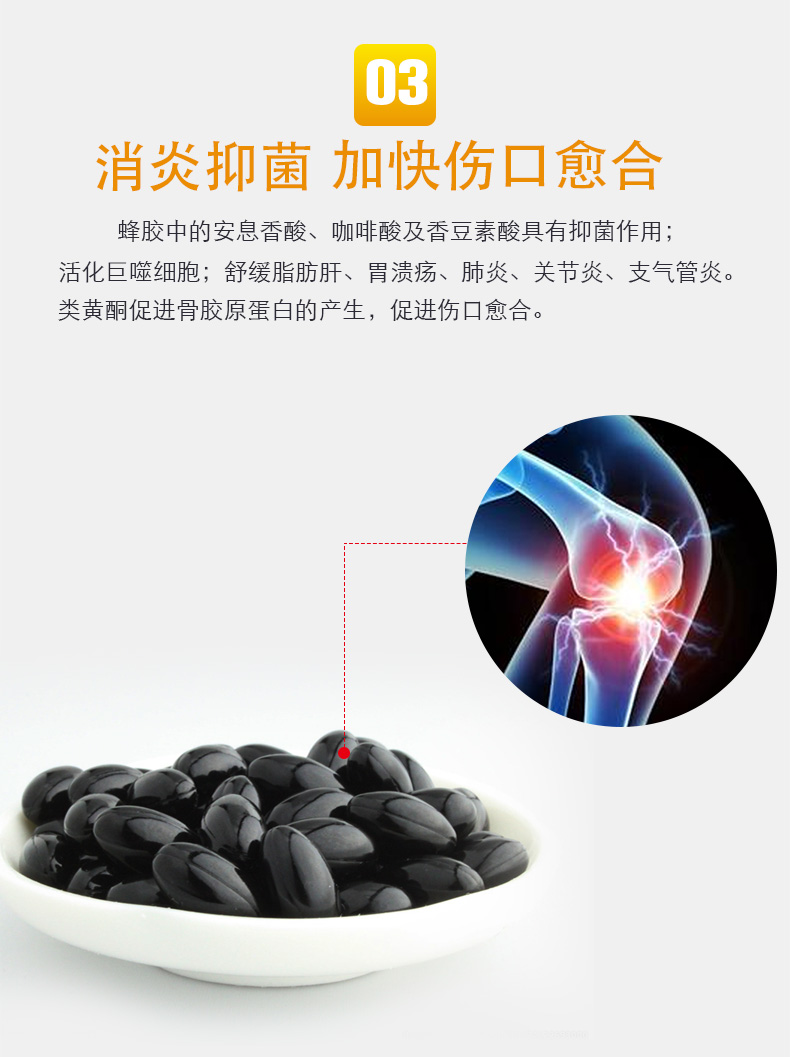 03
消炎抑菌 加快伤口愈合
蜂胶中的安息香酸、咖啡酸及香豆素酸具有抑菌作用；
活化巨噬细胞；舒缓脂肪肝、胃溃疡、肺炎、关节炎、支气管炎。
类黄酮促进骨胶原蛋白的产生，促进伤口愈合。